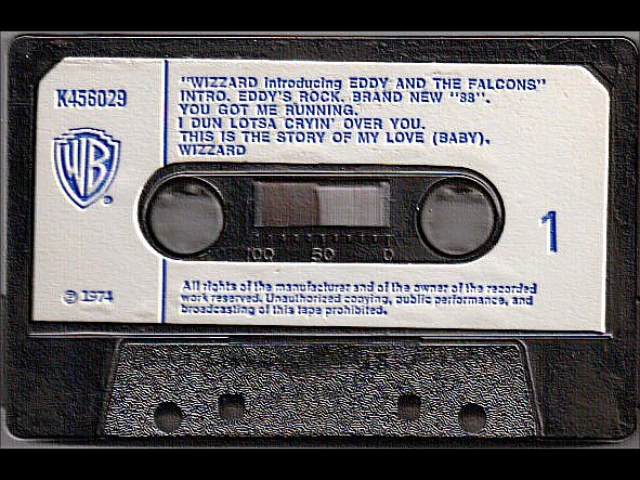 "WIZZARD introducing EDDY AND THE FALCONS"
INTRO. EDDY'S ROCK. BRAND NEW "88".
YOU GOT ME RUNNING.
I DUN LOTSA CRYIN' OVER YOU.
THIS IS THE STORY OF MY LOVE (BABY).
WIZZARD
K456029
WB
®
100 50 0
1
℗ 1974
All rights of the manufacturer and of the owner of the recorded
work reserved. Unauthorized copying, public performance, and
broadcasting of this tape prohibited.